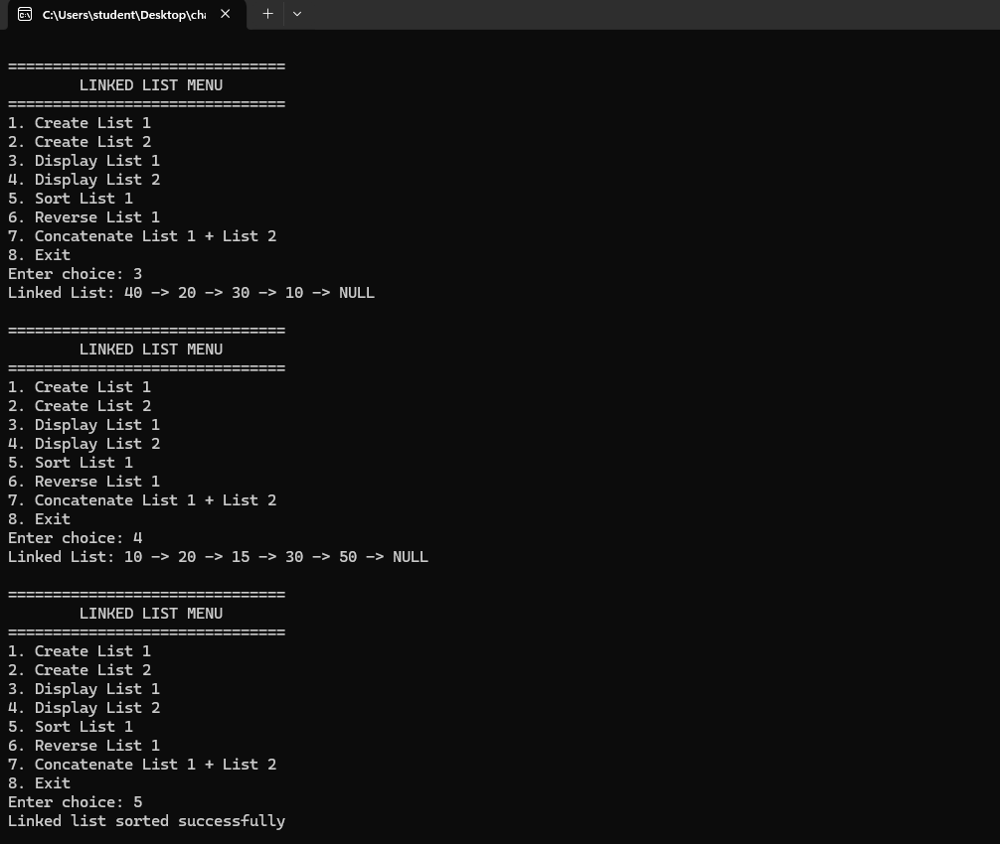 C:\Users\student\Desktop\cha
==============================
        LINKED LIST MENU
==============================
1. Create List 1
2. Create List 2
3. Display List 1
4. Display List 2
5. Sort List 1
6. Reverse List 1
7. Concatenate List 1 + List 2
8. Exit
Enter choice: 3
Linked List: 40 -> 20 -> 30 -> 10 -> NULL
===============================
        LINKED LIST MENU
===============================
1. Create List 1
2. Create List 2
3. Display List 1
4. Display List 2
5. Sort List 1
6. Reverse List 1
7. Concatenate List 1 + List 2
8. Exit
Enter choice: 4
Linked List: 10 -> 20 -> 15 -> 30 -> 50 -> NULL
===============================
        LINKED LIST MENU
===============================
1. Create List 1
2. Create List 2
3. Display List 1
4. Display List 2
5. Sort List 1
6. Reverse List 1
7. Concatenate List 1 + List 2
8. Exit
Enter choice: 5
Linked list sorted successfully